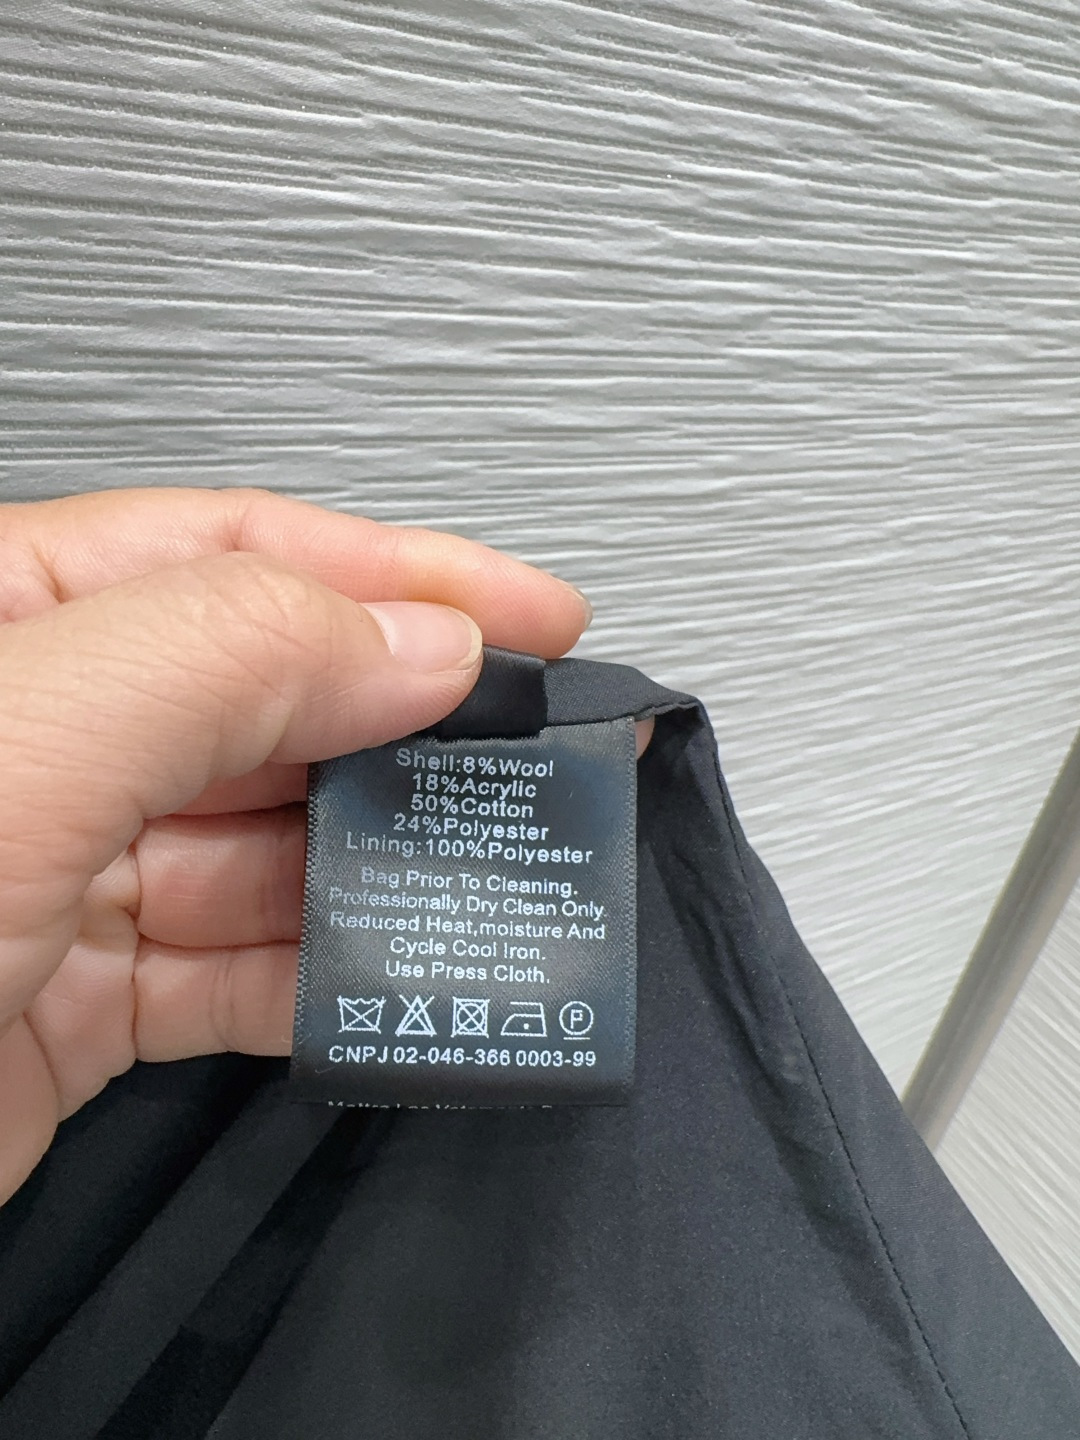 Shell:8%Wool
18%Acrylic
50%Cotton
24%Polyester
Lining:100%Polyester
Bag Prior To Cleaning.
Professionally Dry Clean Only.
Reduced Heat,moisture And
Cycle Cool Iron.
Use Press Cloth.
P
CNPJ 02-046-366 0003-99